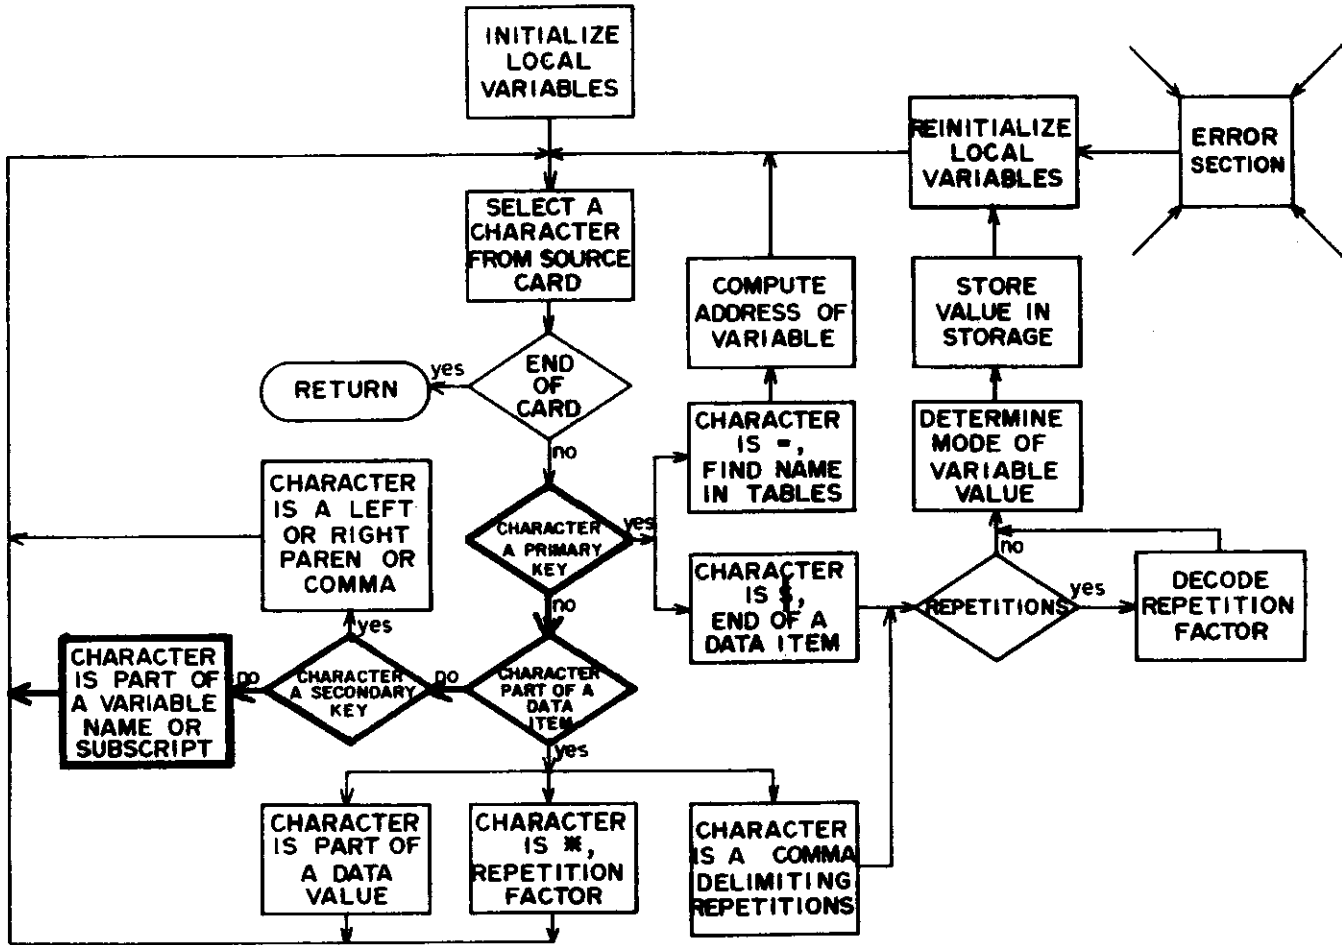 INITIALIZE
LOCAL
VARIABLES
REINITIALIZE
LOCAL
VARIABLES
ERROR
SECTION
SELECT A
CHARACTER
FROM SOURCE
CARD
COMPUTE
ADDRESS OF
VARIABLE
STORE
VALUE IN
STORAGE
END
OF
CARD
yes
RETURN
no
CHARACTER
IS =,
FIND NAME
IN TABLES
DETERMINE
MODE OF
VARIABLE
VALUE
CHARACTER
IS A LEFT
OR RIGHT
PAREN OR
COMMA
CHARACTER
A PRIMARY
KEY
yes
no
CHARACTER
IS $,
END OF A
DATA ITEM
REPETITIONS
no
yes
DECODE
REPETITION
FACTOR
CHARACTER
IS PART OF
A VARIABLE
NAME OR
SUBSCRIPT
no
yes
CHARACTER
A SECONDARY
KEY
no
CHARACTER
PART OF A
DATA
ITEM
yes
CHARACTER
IS PART OF
A DATA
VALUE
CHARACTER
IS *,
REPETITION
FACTOR
CHARACTER
IS A COMMA
DELIMITING
REPETITIONS